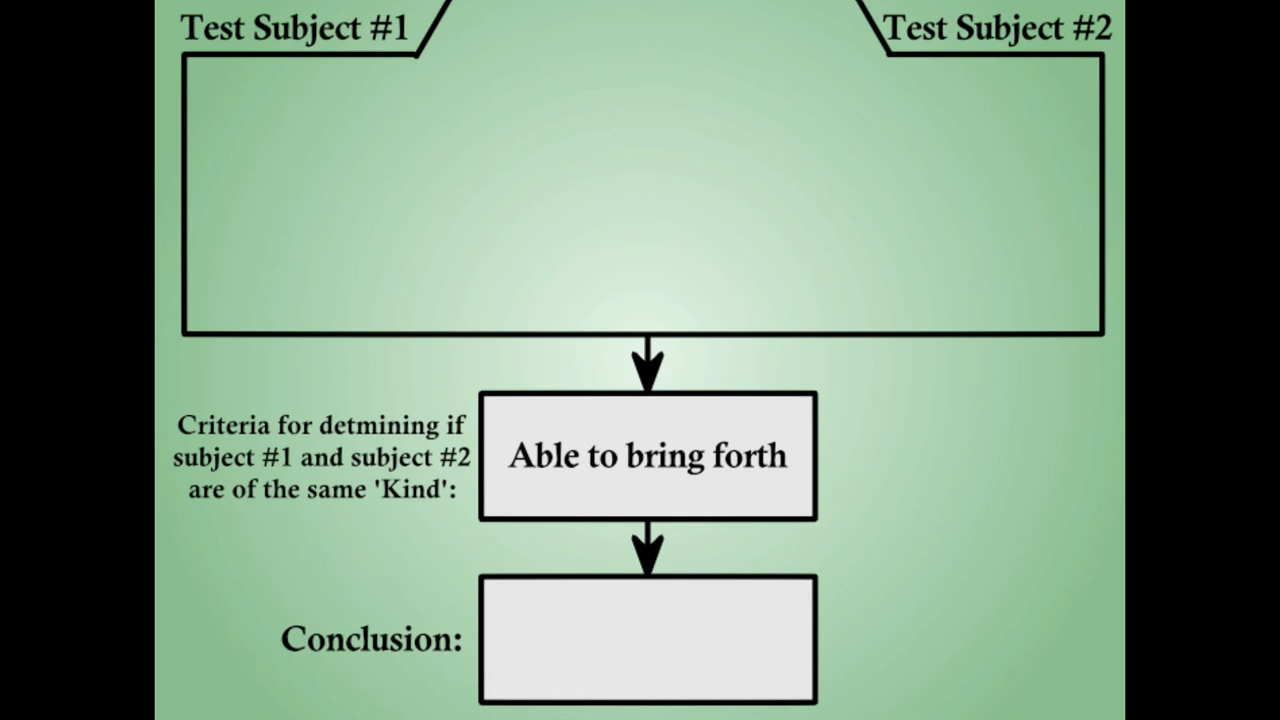 Test Subject #1
Test Subject #2
Criteria for detmining if
subject #1 and subject #2
are of the same 'Kind':
Able to bring forth
Conclusion: